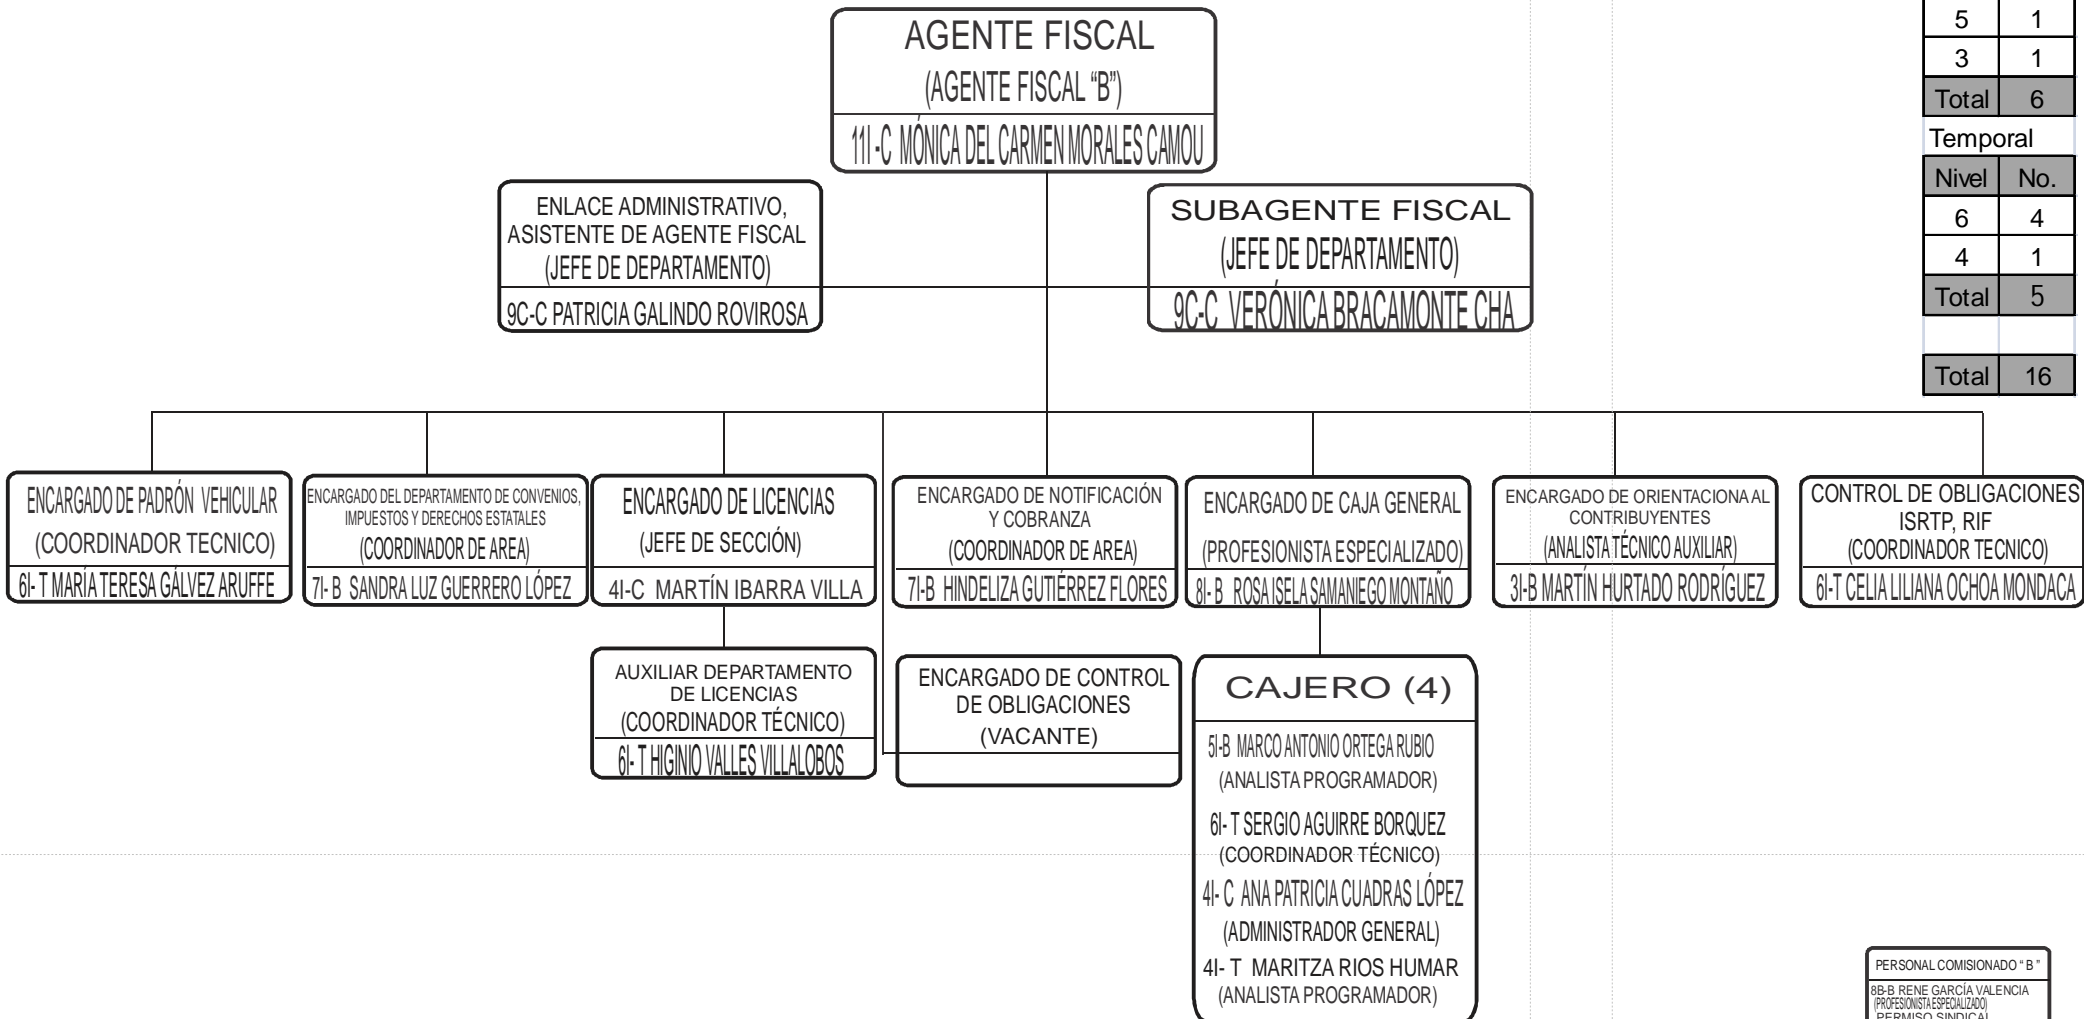 AGENTE FISCAL
(AGENTE FISCAL “B”)
11I-C MÓNICA DEL CARMEN MORALES CAMOU
5 1
3 1
Total 6
Temporal
Nivel No.
6 4
4 1
Total 5
Total 16
ENLACE ADMINISTRATIVO,
ASISTENTE DE AGENTE FISCAL
(JEFE DE DEPARTAMENTO)
9C-C PATRICIA GALINDO ROVIROSA
SUBAGENTE FISCAL
(JEFE DE DEPARTAMENTO)
9C-C VERÓNICA BRACAMONTE CHA
ENCARGADO DE PADRÓN VEHICULAR
(COORDINADOR TECNICO)
6I- T MARÍA TERESA GÁLVEZ ARUFFE
ENCARGADO DEL DEPARTAMENTO DE CONVENIOS,
IMPUESTOS Y DERECHOS ESTATALES
(COORDINADOR DE AREA)
7I- B SANDRA LUZ GUERRERO LÓPEZ
ENCARGADO DE LICENCIAS
(JEFE DE SECCIÓN)
4I-C MARTÍN IBARRA VILLA
ENCARGADO DE NOTIFICACIÓN
Y COBRANZA
(COORDINADOR DE AREA)
7I-B HINDELIZA GUTIÉRREZ FLORES
ENCARGADO DE CAJA GENERAL
(PROFESIONISTA ESPECIALIZADO)
8I- B ROSA ISELA SAMANIEGO MONTAÑO
ENCARGADO DE ORIENTACIONA AL
CONTRIBUYENTES
(ANALISTA TÉCNICO AUXILIAR)
3I-B MARTÍN HURTADO RODRÍGUEZ
CONTROL DE OBLIGACIONES
ISRTP, RIF
(COORDINADOR TECNICO)
6I-T CELIA LILIANA OCHOA MONDACA
AUXILIAR DEPARTAMENTO
DE LICENCIAS
(COORDINADOR TÉCNICO)
6I- T HIGINIO VALLES VILLALOBOS
ENCARGADO DE CONTROL
DE OBLIGACIONES
(VACANTE)
CAJERO (4)
5I-B MARCO ANTONIO ORTEGA RUBIO
(ANALISTA PROGRAMADOR)
6I- T SERGIO AGUIRRE BORQUEZ
(COORDINADOR TÉCNICO)
4I- C ANA PATRICIA CUADRAS LÓPEZ
(ADMINISTRADOR GENERAL)
4I- T MARITZA RIOS HUMAR
(ANALISTA PROGRAMADOR)
PERSONAL COMISIONADO “ B ”
8B-B RENE GARCÍA VALENCIA
(PROFESIONISTA ESPECIALIZADO)
PERMISO SINDICAL